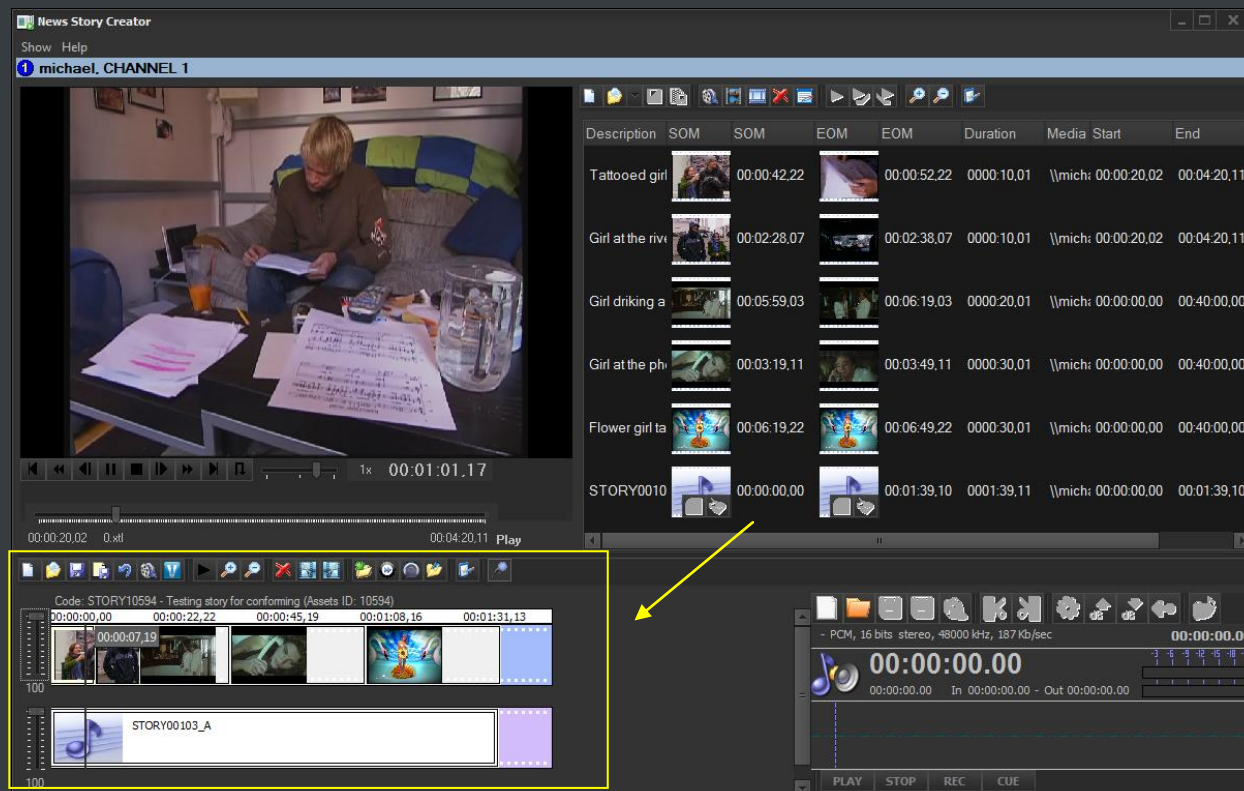 News Story Creator
Show Help
1 michael, CHANNEL 1
Description SOM SOM EOM EOM Duration Media Start End
Tattooed girl 00:00:42,22 00:00:52,22 0000:10,01 \\mich: 00:00:20,02 00:04:20,11
Girl at the rive 00:02:28,07 00:02:38,07 0000:10,01 \\mich: 00:00:20,02 00:04:20,11
Girl driking a 00:05:59,03 00:06:19,03 0000:20,01 \\mich: 00:00:00,00 00:40:00,00
Girl at the pho 00:03:19,11 00:03:49,11 0000:30,01 \\mich: 00:00:00,00 00:40:00,00
Flower girl ta 00:06:19,22 00:06:49,22 0000:30,01 \\mich: 00:00:00,00 00:40:00,00
STORY0010 00:00:00,00 00:01:39,10 0001:39,11 \\mich: 00:00:00,00 00:01:39,10
1x 00:01:01,17
00:00:20,02 0.xtl 00:04:20,11 Play
Code: STORY10594 - Testing story for conforming (Assets ID: 10594)
00:00:00,00 00:00:22,22 00:00:45,19 00:01:08,16 00:01:31,13
00:00:07,19
100
STORY00103_A
100
- PCM, 16 bits stereo, 48000 kHz, 187 Kb/sec 00:00:00.0
00:00:00.00
00:00:00.00 In 00:00:00.00 - Out 00:00:00.00
PLAY STOP REC CUE